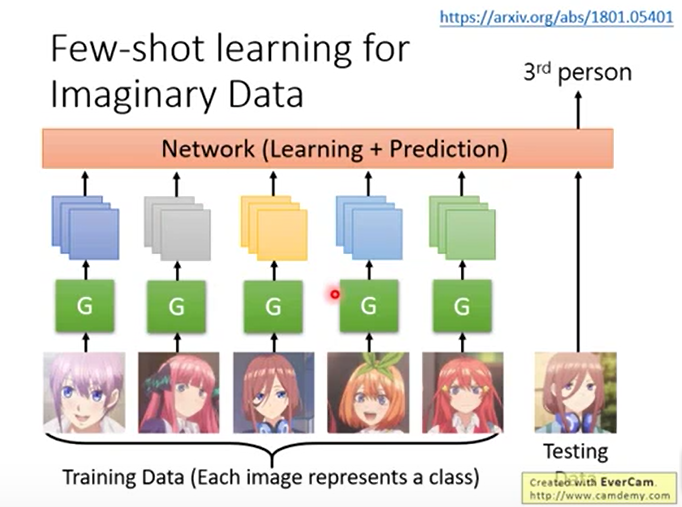 https://arxiv.org/abs/1801.05401
Few-shot learning for
Imaginary Data
3rd person
Network (Learning + Prediction)
G G G G G
Training Data (Each image represents a class)
Testing
Data
Created with EverCam.
http://www.camdemy.com